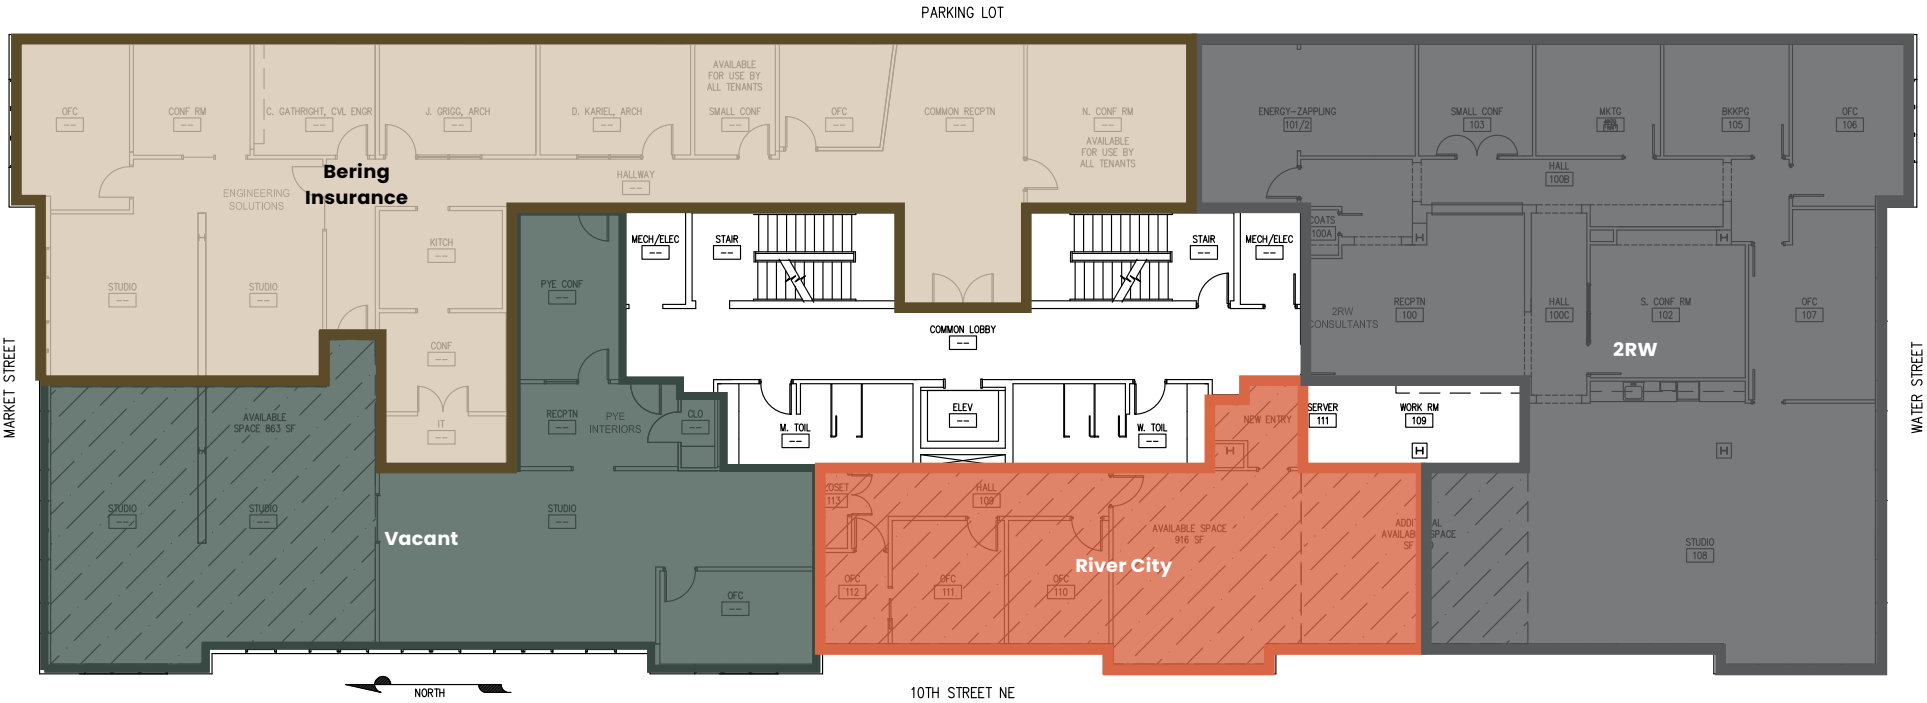 PARKING LOT
OFC
--
CONF RM
--
C. GATHRIGHT, CVL ENGR
--
J. GRIGG, ARCH
--
D. KARIEL, ARCH
--
AVAILABLE
FOR USE BY
ALL TENANTS
SMALL CONF
--
OFC
--
COMMON RECPTN
--
N. CONF RM
--
AVAILABLE
FOR USE BY
ALL TENANTS
ENERGY-ZAPPLING
101/2
SMALL CONF
103
MKTG
BKKPG
105
OFC
106
Bering
Insurance
ENGINEERING
SOLUTIONS
HALLWAY
--
HALL
100B
COATS
100A
H
H
KITCH
--
MECH/ELEC
--
STAIR
--
STAIR
--
MECH/ELEC
--
STUDIO
--
STUDIO
--
PYE CONF
--
2RW
CONSULTANTS
RECPTN
100
HALL
100C
S. CONF RM
102
OFC
107
COMMON LOBBY
--
CONF
--
2RW
MARKET STREET
WATER STREET
AVAILABLE
SPACE 863 SF
IT
--
RECPTN
--
PYE
INTERIORS
CLO
--
M. TOIL
--
ELEV
--
W. TOIL
--
NEW ENTRY
H
SERVER
111
WORK RM
109
H
H
STUDIO
--
STUDIO
--
STUDIO
--
Vacant
OSET
113
HALL
109
AVAILABLE SPACE
916 SF
River City
ADDI AL
AVAILAB SPACE
SF
STUDIO
108
OFC
--
OFC
112
OFC
111
OFC
110
NORTH
10TH STREET NE